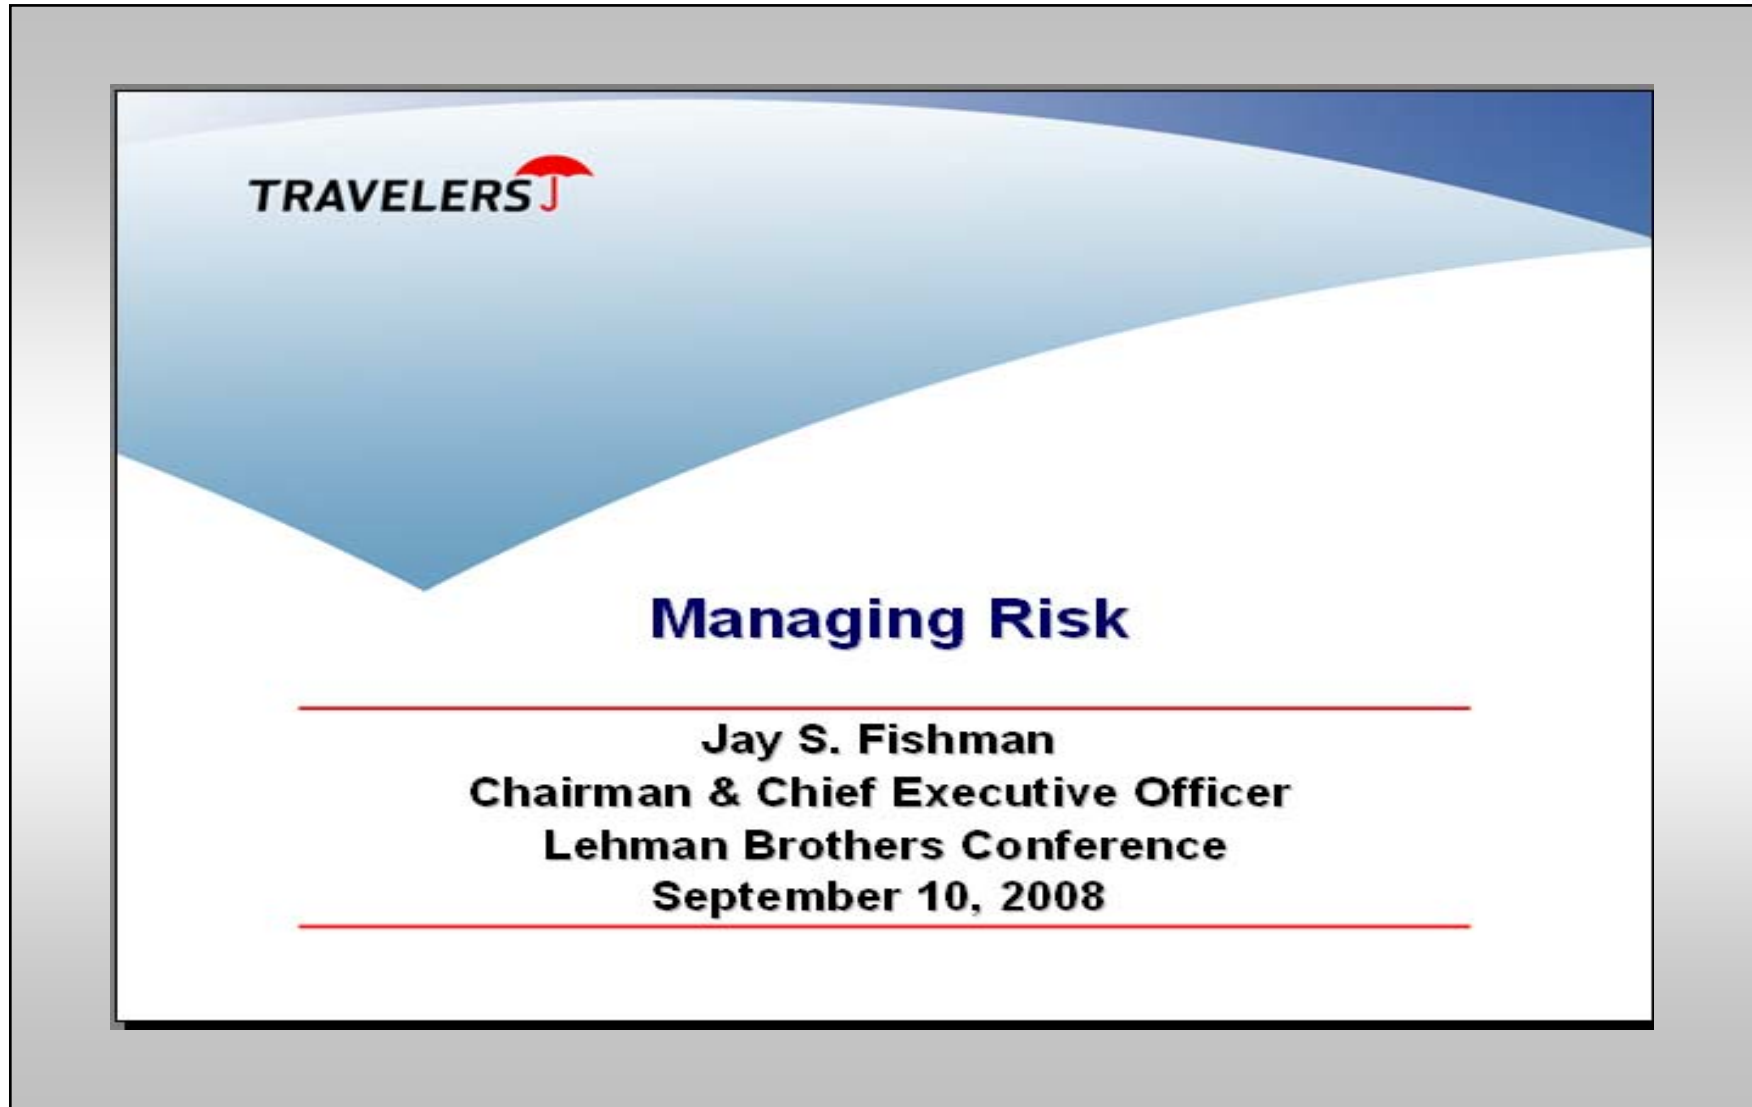 TRAVELERS
Managing Risk
Jay S. Fishman
Chairman & Chief Executive Officer
Lehman Brothers Conference
September 10, 2008